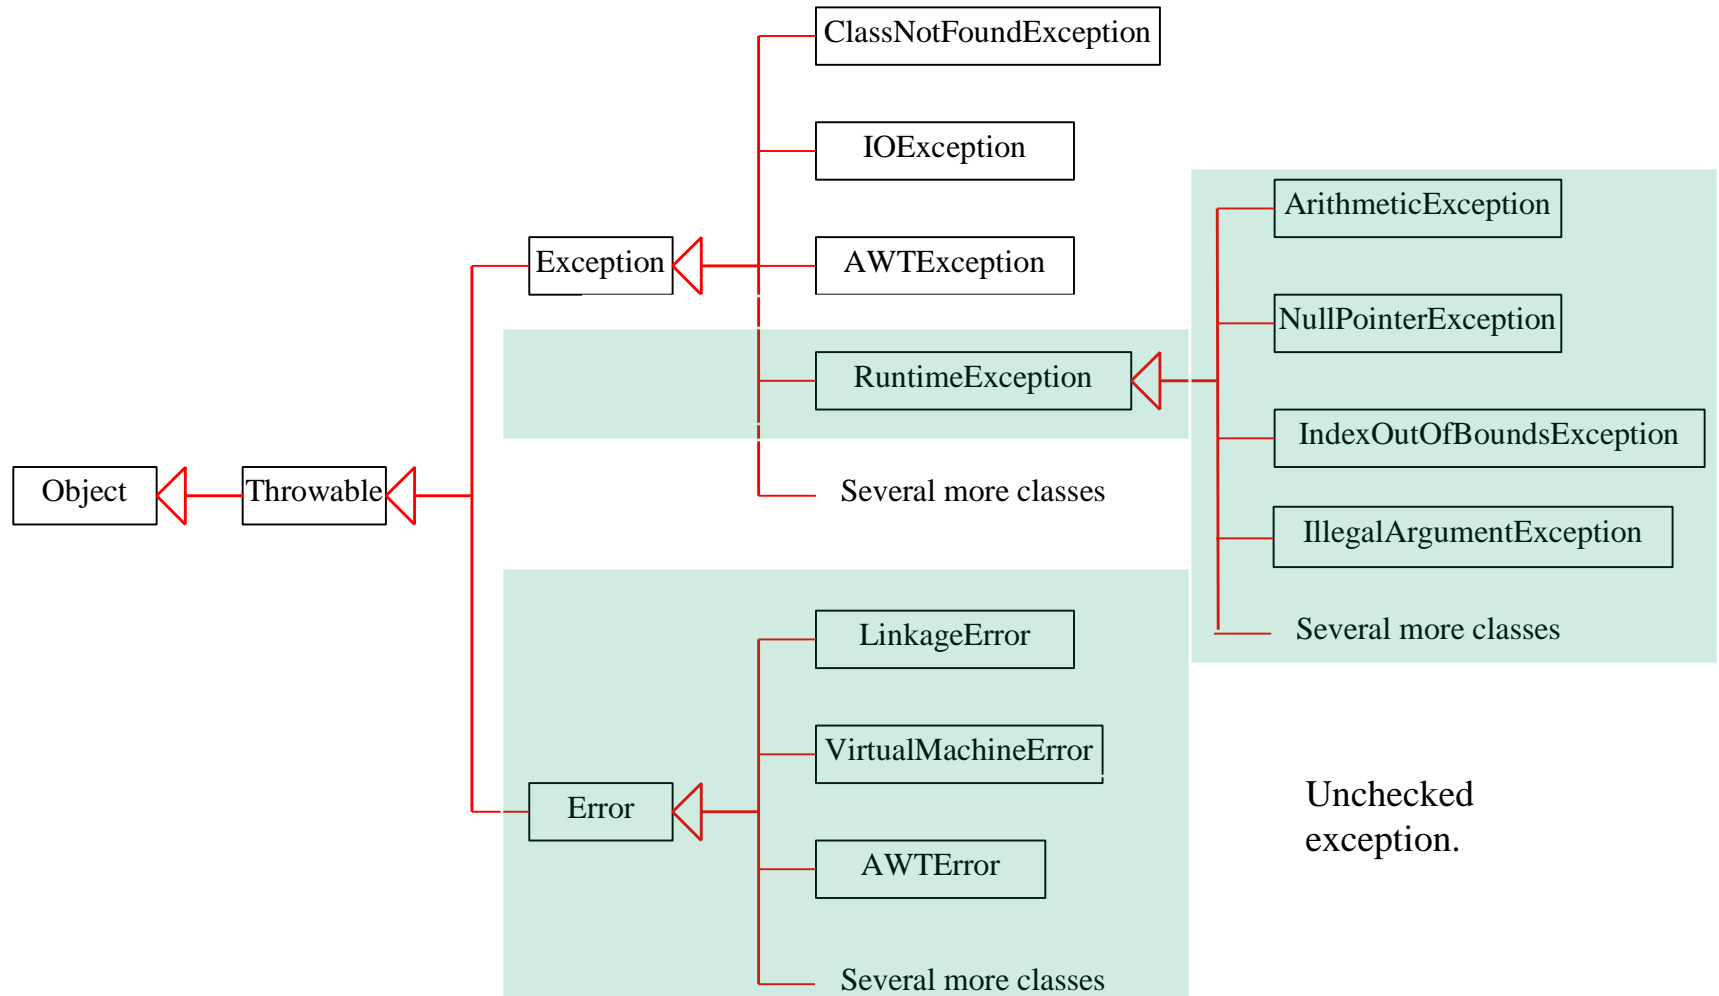 ClassNotFoundException
IOException
ArithmeticException
Exception
AWTException
NullPointerException
RuntimeException
IndexOutOfBoundsException
Object
Throwable
Several more classes
IllegalArgumentException
LinkageError
Several more classes
VirtualMachineError
Error
Unchecked
exception.
AWTError
Several more classes